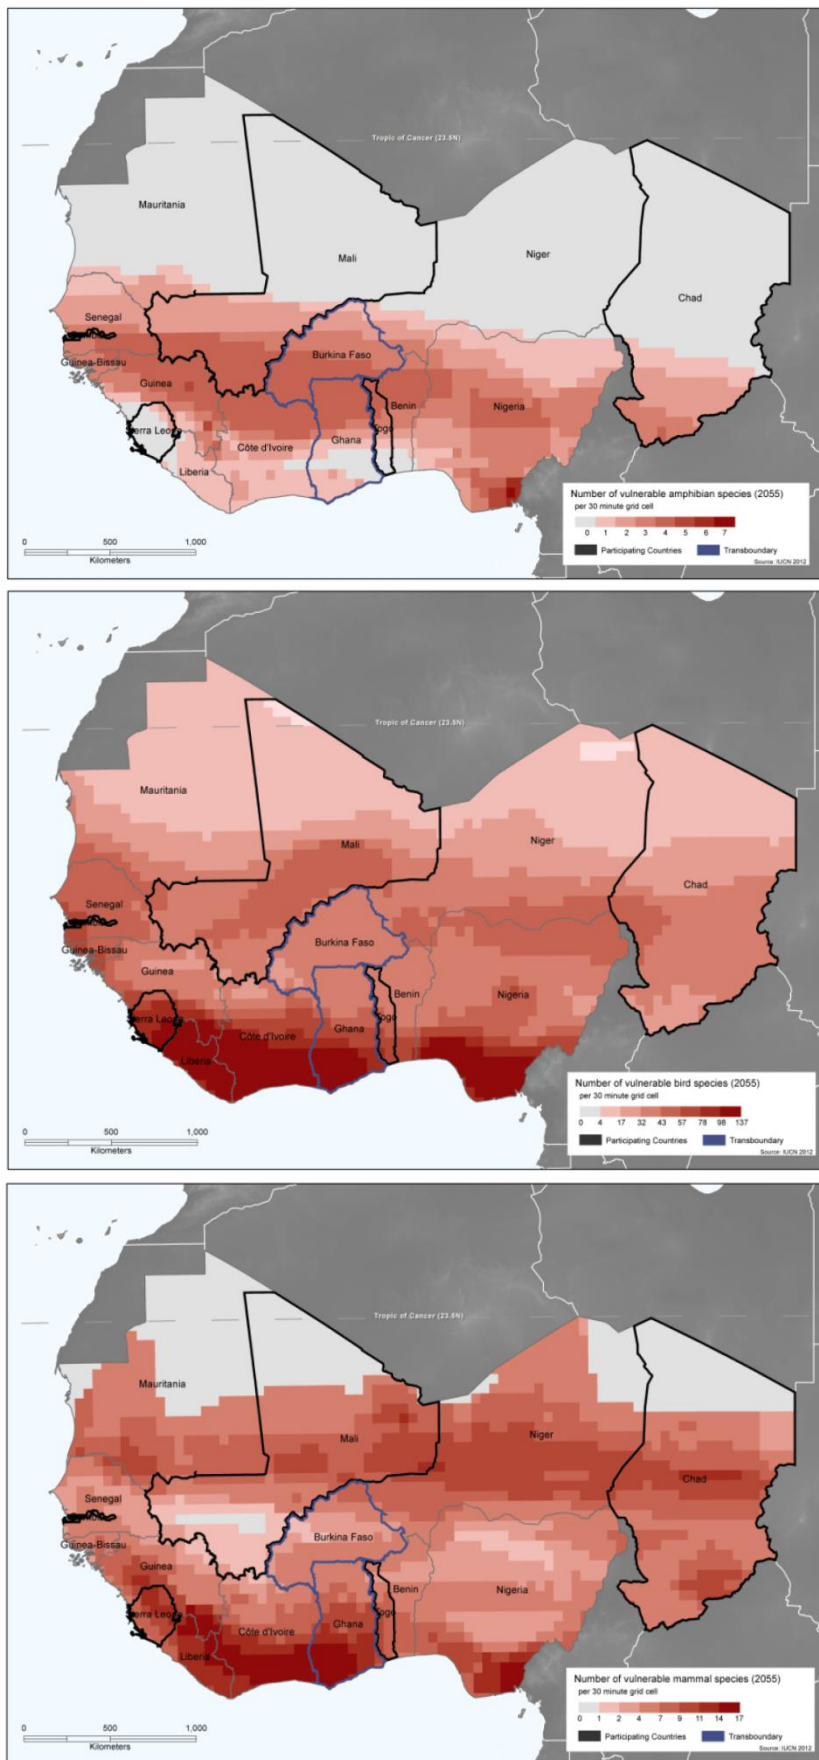 Tropic of Cancer (23.5N)
Mauritania
Mali
Niger
Chad
Senegal
Burkina Faso
Guinea-Bissau
Guinea
Benin
Nigeria
Togo
Sierra Leone
Côte d'Ivoire
Ghana
Liberia
Number of vulnerable amphibian species (2055)
per 30 minute grid cell
0 1 2 3 4 5 6 7
Participating Countries Transboundary
Source: IUCN 2012
0 500 1,000
Kilometers
Tropic of Cancer (23.5N)
Mauritania
Mali
Niger
Chad
Senegal
Burkina Faso
Guinea-Bissau
Guinea
Benin
Nigeria
Togo
Sierra Leone
Côte d'Ivoire
Ghana
Liberia
Number of vulnerable bird species (2055)
per 30 minute grid cell
0 4 17 32 43 57 78 98 137
Participating Countries Transboundary
Source: IUCN 2012
0 500 1,000
Kilometers
Tropic of Cancer (23.5N)
Mauritania
Mali
Niger
Chad
Senegal
Burkina Faso
Guinea-Bissau
Guinea
Benin
Nigeria
Togo
Sierra Leone
Côte d'Ivoire
Ghana
Liberia
Number of vulnerable mammal species (2055)
per 30 minute grid cell
0 1 2 4 7 9 11 14 17
Participating Countries Transboundary
Source: IUCN 2012
0 500 1,000
Kilometers